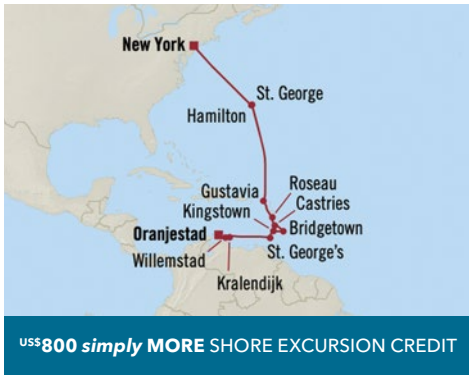 New York
St. George
Hamilton
Gustavia
Roseau
Castries
Kingstown
Bridgetown
Oranjestad
St. George's
Willemstad
Kralendijk
US$800 simply MORE SHORE EXCURSION CREDIT